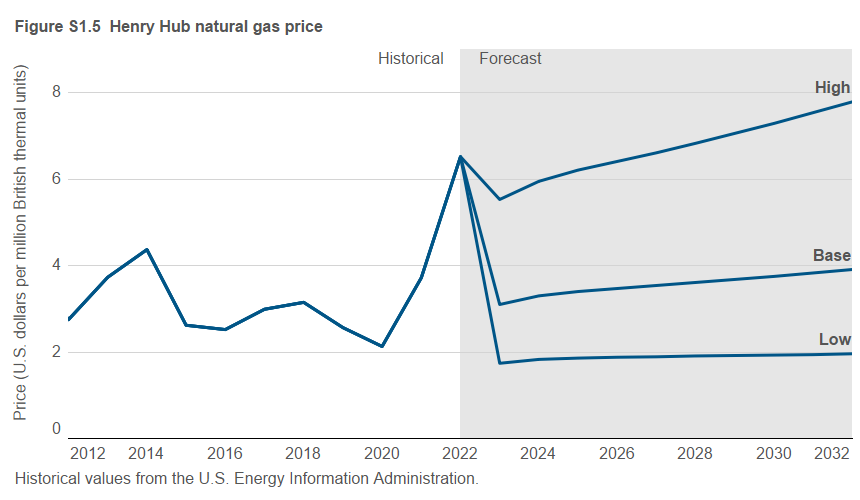 Figure S1.5 Henry Hub natural gas price
Historical Forecast
Price (U.S. dollars per million British thermal units)
8
6
4
2
0
High
Base
Low
2012 2014 2016 2018 2020 2022 2024 2026 2028 2030 2032
Historical values from the U.S. Energy Information Administration.